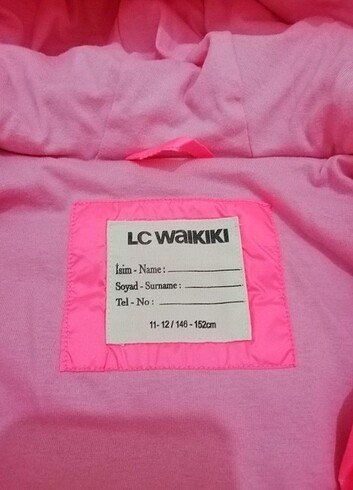 LC WAIKIKI
İsim - Name :
Soyad - Surname :
Tel - No :
11- 12 / 146 - 152cm